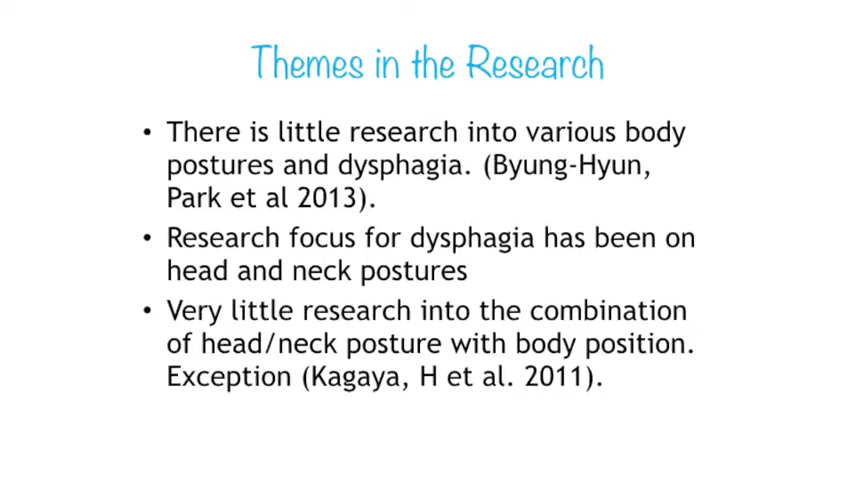 Themes in the Research
• There is little research into various body
postures and dysphagia. (Byung-Hyun,
Park et al 2013).
• Research focus for dysphagia has been on
head and neck postures
• Very little research into the combination
of head/neck posture with body position.
Exception (Kagaya, H et al. 2011).